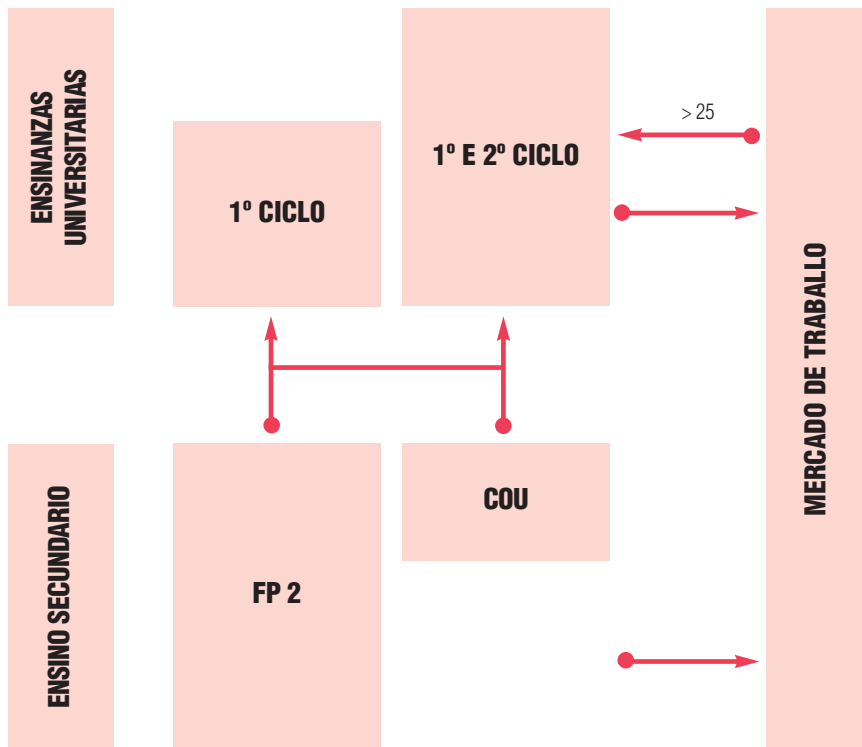 ENSINANZAS
UNIVERSITARIAS
1º CICLO
1º E 2º CICLO
> 25
MERCADO DE TRABALLO
ENSINO SECUNDARIO
FP 2
COU